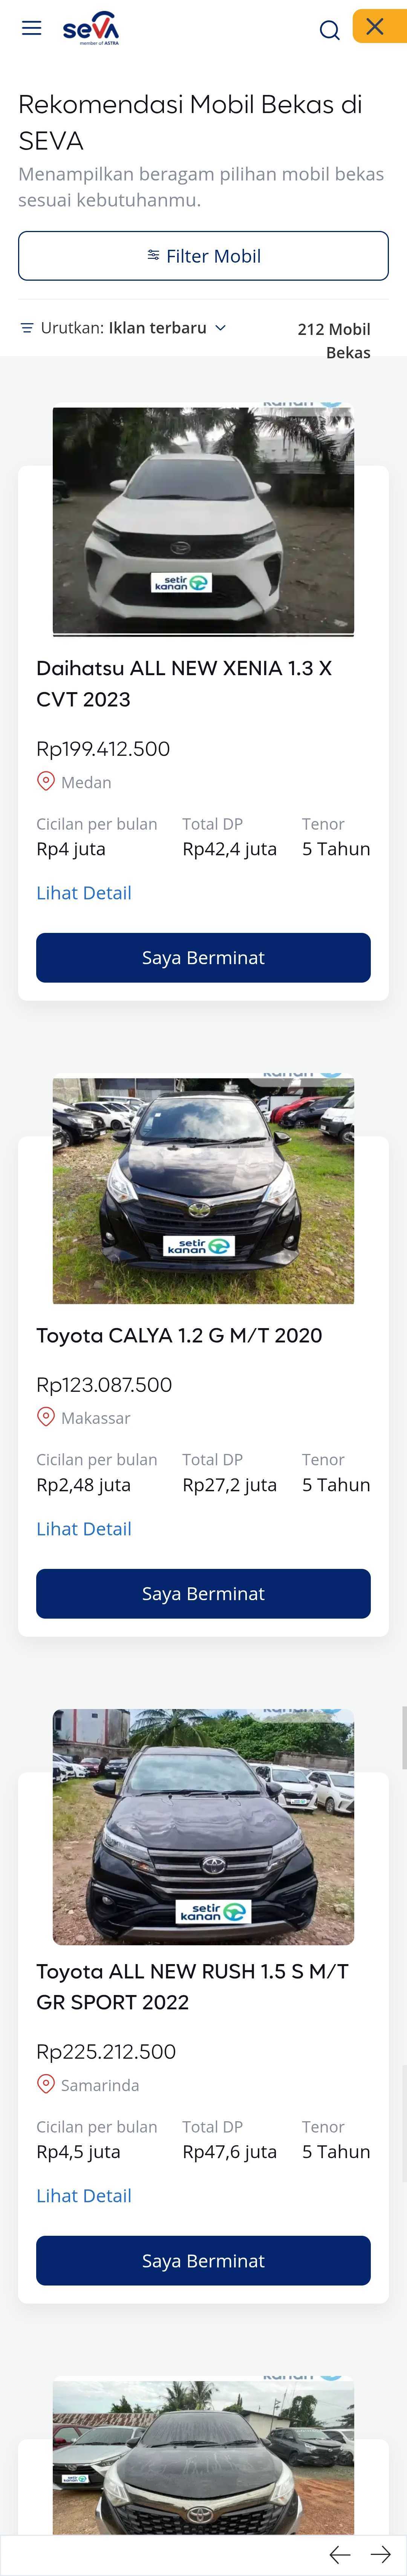 seva
member of ASTRA
Rekomendasi Mobil Bekas di
SEVA
Menampilkan beragam pilihan mobil bekas
sesuai kebutuhanmu.
Filter Mobil
Urutkan: Iklan terbaru
212 Mobil
Bekas
setir
kanan
Daihatsu ALL NEW XENIA 1.3 X
CVT 2023
Rp199.412.500
Medan
Cicilan per bulan Total DP Tenor
Rp4 juta Rp42,4 juta 5 Tahun
Lihat Detail
Saya Berminat
kanan
setir
kanan
Toyota CALYA 1.2 G M/T 2020
Rp123.087.500
Makassar
Cicilan per bulan Total DP Tenor
Rp2,48 juta Rp27,2 juta 5 Tahun
Lihat Detail
Saya Berminat
setir
kanan
Toyota ALL NEW RUSH 1.5 S M/T
GR SPORT 2022
Rp225.212.500
Samarinda
Cicilan per bulan Total DP Tenor
Rp4,5 juta Rp47,6 juta 5 Tahun
Lihat Detail
Saya Berminat